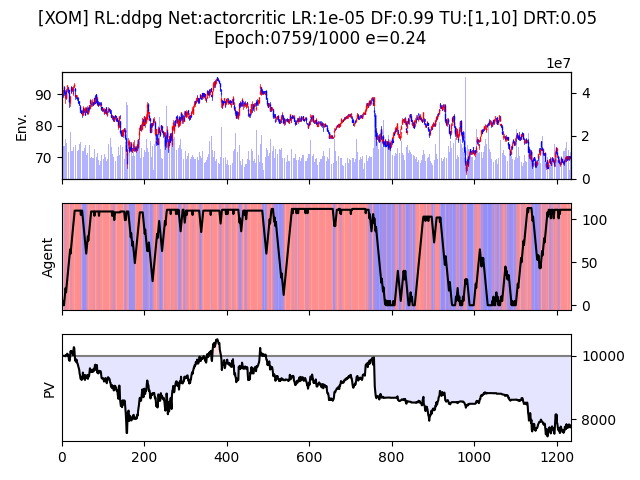 [XOM] RL:ddpg Net:actorcritic LR:1e-05 DF:0.99 TU:[1,10] DRT:0.05
Epoch:0759/1000 e=0.24
1e7
Env.
90
80
70
4
2
0
Agent
100
50
0
PV
10000
8000
0 200 400 600 800 1000 1200